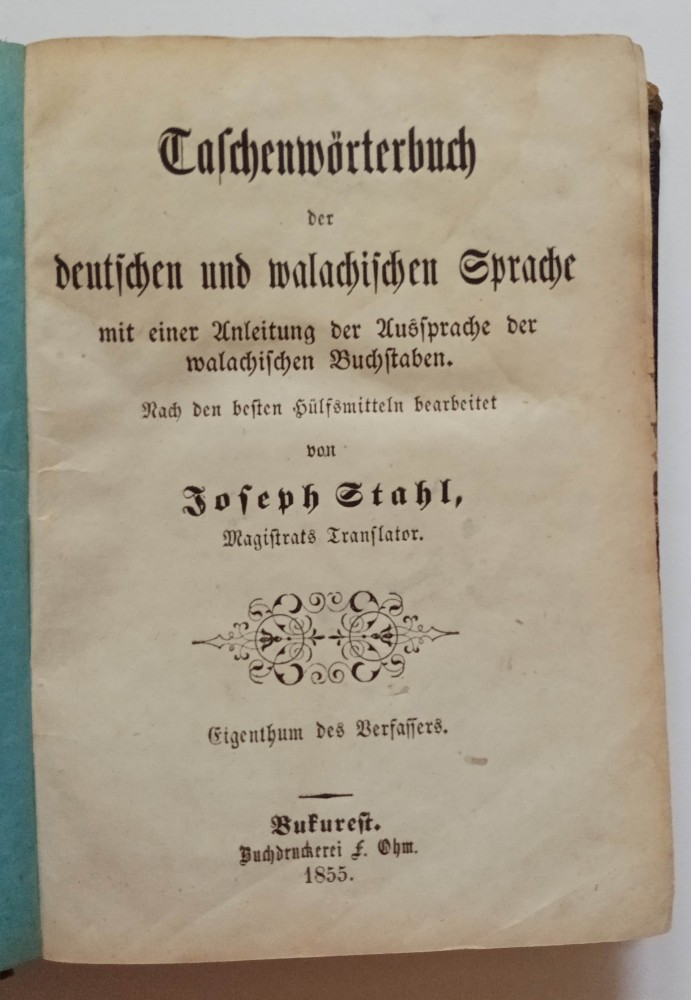 Taschenwörterbuch
der
deutschen und walachischen Sprache
mit einer Anleitung der Aussprache der
walachischen Buchstaben.
Nach den besten Hülfsmitteln bearbeitet
von
Joseph Stahl,
Magistrats Translator.
Eigenthum des Verfassers.
Bukurest.
Buchdruckerei F. Ohm.
1855.